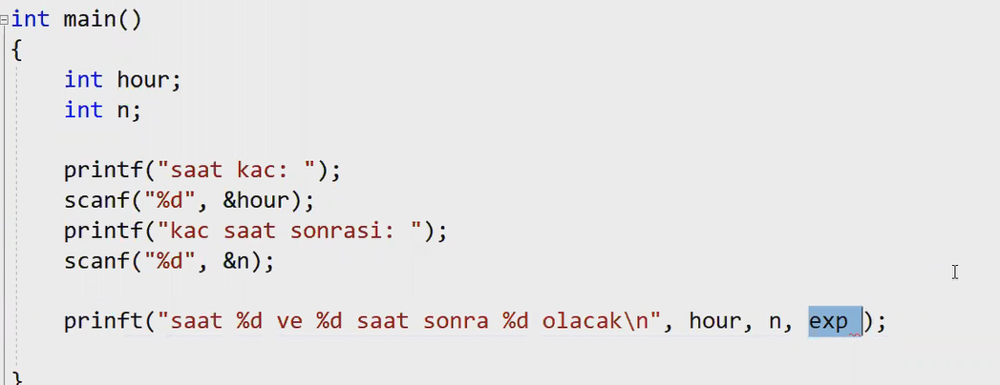 int main()
{
int hour;
int n;
printf("saat kac: ");
scanf("%d", &hour);
printf("kac saat sonrasi: ");
scanf("%d", &n);
prinft("saat %d ve %d saat sonra %d olacak\n", hour, n, exp );
}